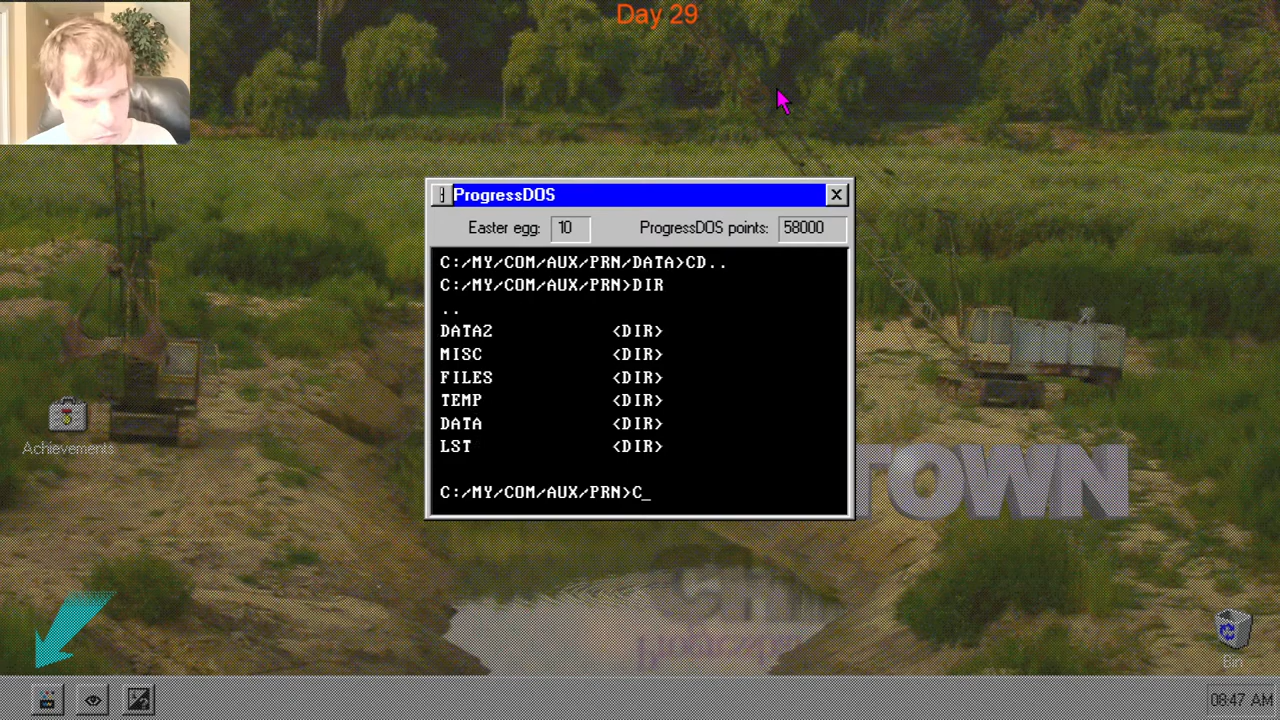 Day 29
ProgressDOS
Easter egg: 10 ProgressDOS points: 58000
C:/MY/COM/AUX/PRN/DATA>CD..
C:/MY/COM/AUX/PRN>DIR
..
DATA2 <DIR>
MISC <DIR>
FILES <DIR>
TEMP <DIR>
DATA <DIR>
LST <DIR>
C:/MY/COM/AUX/PRN>C_
Achievements
TOWN
Bin
08:47 AM